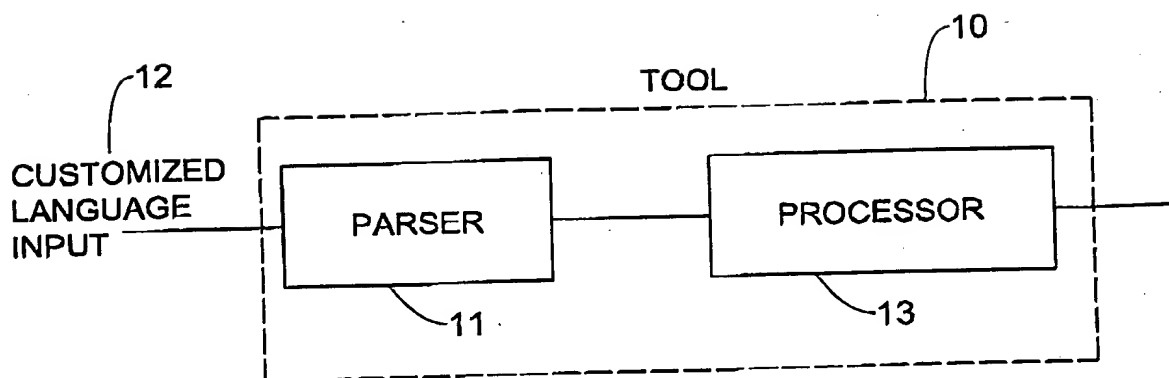 10
12
TOOL
CUSTOMIZED
LANGUAGE
INPUT
PARSER
PROCESSOR
11
13